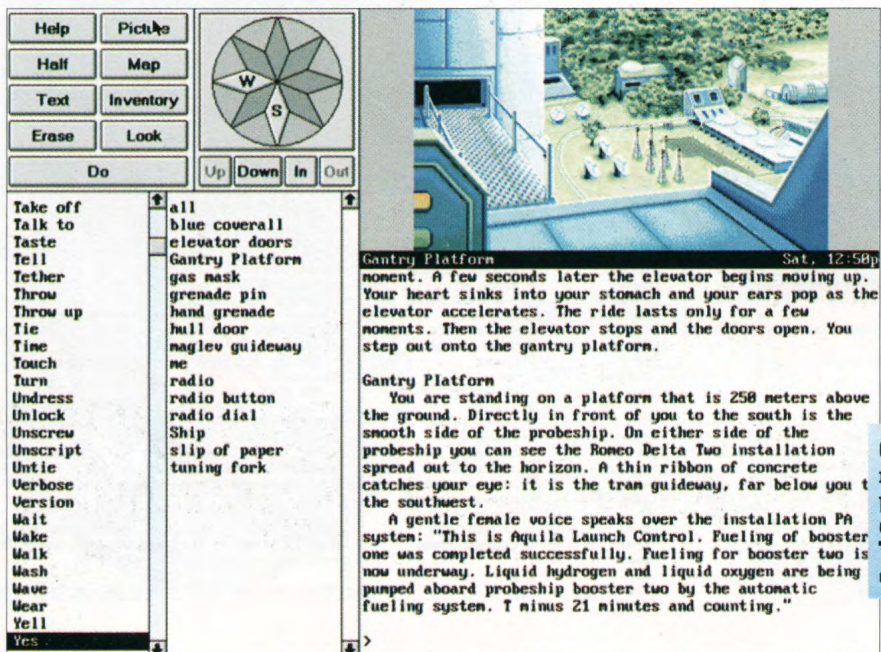 Help
Picture
Half
Map
Text
Inventory
Erase
Look
Do
W
S
Up
Down
In
Out
Take off
Talk to
Taste
Tell
Tether
Throw
Throw up
Tie
Time
Touch
Turn
Undress
Unlock
Unscrew
Unscript
Untie
Verbose
Version
Wait
Wake
Walk
Wash
Wave
Wear
Yell
Yes
all
blue coverall
elevator doors
Gantry Platform
gas mask
grenade pin
hand grenade
hull door
maglev guideway
me
radio
radio button
radio dial
Ship
slip of paper
tuning fork
Gantry Platform Sat, 12:50p
moment. A few seconds later the elevator begins moving up.
Your heart sinks into your stomach and your ears pop as the
elevator accelerates. The ride lasts only for a few
moments. Then the elevator stops and the doors open. You
step out onto the gantry platform.
Gantry Platform
You are standing on a platform that is 250 meters above
the ground. Directly in front of you to the south is the
smooth side of the probeship. On either side of the
probeship you can see the Romeo Delta Two installation
spread out to the horizon. A thin ribbon of concrete
catches your eye: it is the tram guideway, far below you t
the southwest.
A gentle female voice speaks over the installation PA
system: "This is Aquila Launch Control. Fueling of booster
one was completed successfully. Fueling for booster two is
now underway. Liquid hydrogen and liquid oxygen are being
pumped aboard probeship booster two by the automatic
fueling system. T minus 21 minutes and counting."
>